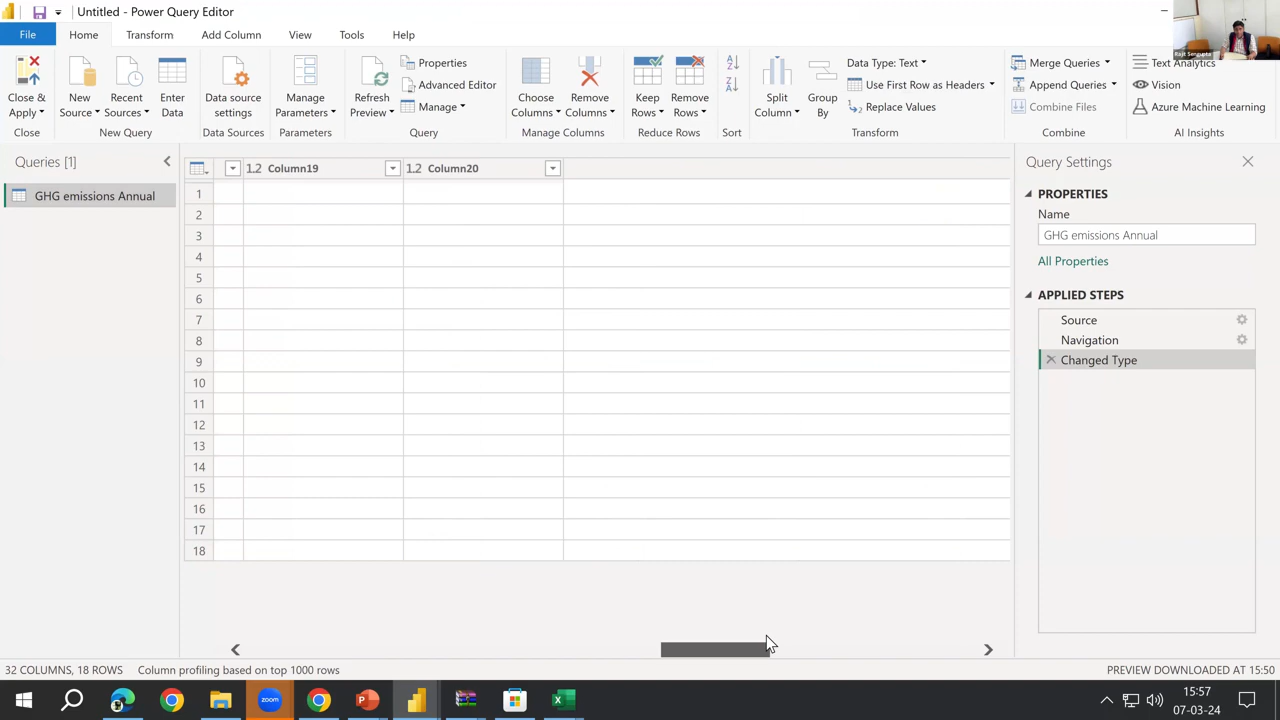 Untitled - Power Query Editor
File Home Transform Add Column View Tools Help
Close & Apply
New Source
Recent Sources
Enter Data
Data source settings
Manage Parameters
Refresh Preview
Properties
Advanced Editor
Manage
Choose Columns
Remove Columns
Keep Rows
Remove Rows
Split Column
Group By
Data Type: Text
Use First Row as Headers
Replace Values
Merge Queries
Append Queries
Combine Files
Text Analytics
Vision
Azure Machine Learning
Close
New Query
Data Sources
Parameters
Query
Manage Columns
Reduce Rows
Sort
Transform
Combine
AI Insights
Queries [1]
GHG emissions Annual
1.2 Column19
1.2 Column20
1
2
3
4
5
6
7
8
9
10
11
12
13
14
15
16
17
18
Query Settings
PROPERTIES
Name
GHG emissions Annual
All Properties
APPLIED STEPS
Source
Navigation
Changed Type
32 COLUMNS, 18 ROWS
Column profiling based on top 1000 rows
PREVIEW DOWNLOADED AT 15:50
zoom
15:57
07-03-24